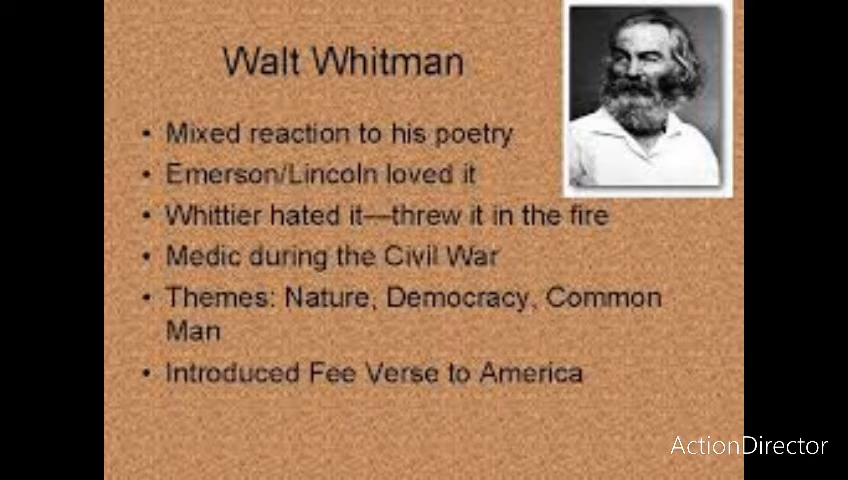 Walt Whitman
• Mixed reaction to his poetry
• Emerson/Lincoln loved it
• Whittier hated it—threw it in the fire
• Medic during the Civil War
• Themes: Nature, Democracy, Common
Man
• Introduced Fee Verse to America
ActionDirector